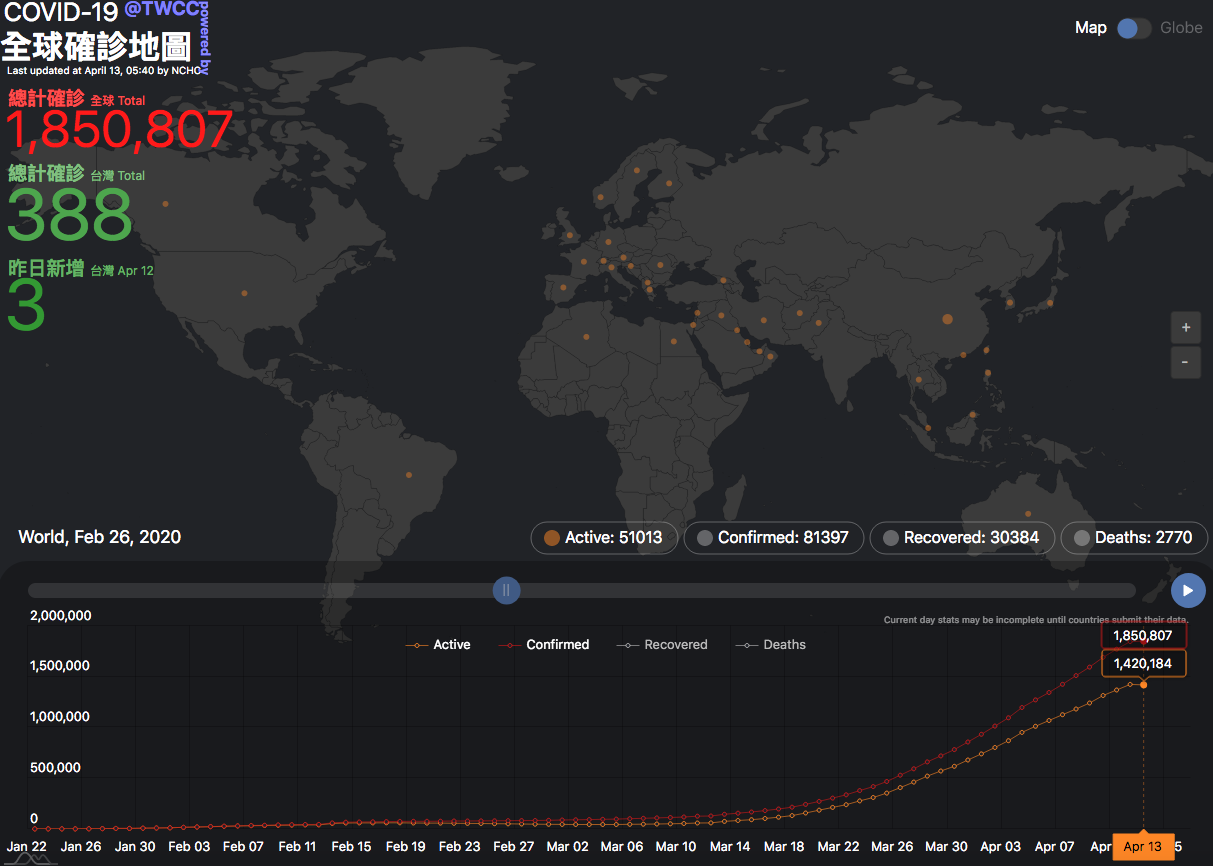 COVID-19 @TWCC
powered by
全球確診地圖
Last updated at April 13, 05:40 by NCHC
Map Globe
總計確診 全球 Total
1,850,807
總計確診 台灣 Total
388
昨日新增 台灣 Apr 12
3
+
-
World, Feb 26, 2020
Active: 51013 Confirmed: 81397 Recovered: 30384 Deaths: 2770
Current day stats may be incomplete until countries submit their data.
2,000,000
1,500,000
1,000,000
500,000
0
Active Confirmed Recovered Deaths
1,850,807
1,420,184
Jan 22 Jan 26 Jan 30 Feb 03 Feb 07 Feb 11 Feb 15 Feb 19 Feb 23 Feb 27 Mar 02 Mar 06 Mar 10 Mar 14 Mar 18 Mar 22 Mar 26 Mar 30 Apr 03 Apr 07 Apr Apr 13 5